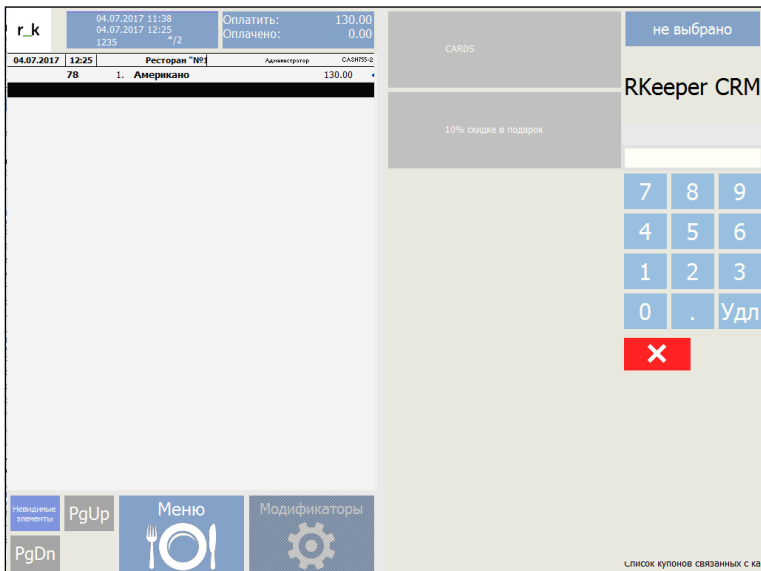 r_k
04.07.2017 11:38
04.07.2017 12:25
1235 */2
Оплатить: 130.00
Оплачено: 0.00
04.07.2017 12:25 Ресторан "№1 Администратор CASH755-2
78 1. Американо 130.00
CARDS
10% скидка в подарок
не выбрано
RKeeper CRM
7 8 9
4 5 6
1 2 3
0 . Удл
Невидимые
элементы
PgUp
Меню
Модификаторы
PgDn
Список купонов связанных с ка